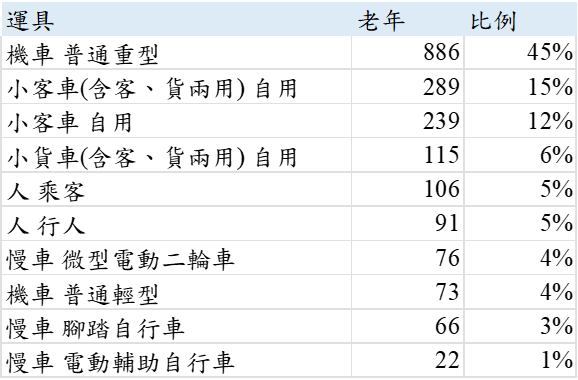 運具 老年 比例
機車 普通重型 886 45%
小客車(含客、貨兩用) 自用 289 15%
小客車 自用 239 12%
小貨車(含客、貨兩用) 自用 115 6%
人 乘客 106 5%
人 行人 91 5%
慢車 微型電動二輪車 76 4%
機車 普通輕型 73 4%
慢車 腳踏自行車 66 3%
慢車 電動輔助自行車 22 1%